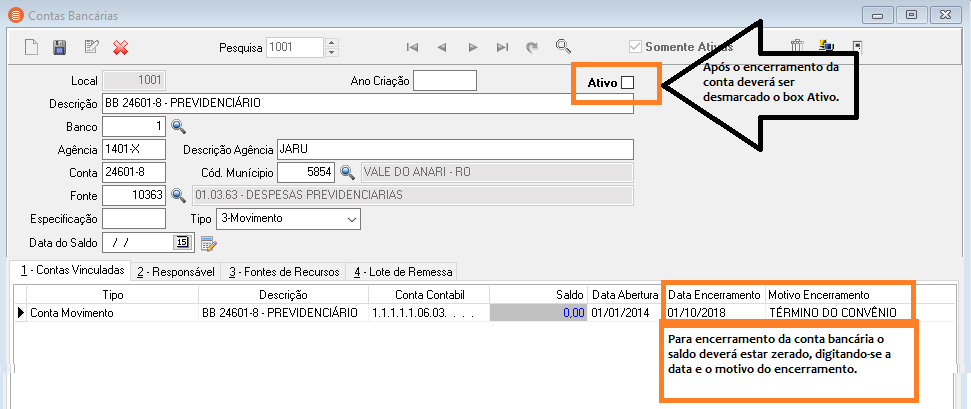 Contas Bancárias
Pesquisa 1001 Somente Ativas
Após o encerramento da
conta deverá ser
desmarcado o box Ativo.
Local 1001 Ano Criação Ativo
Descrição BB 24601-8 - PREVIDENCIÁRIO
Banco 1
Agência 1401-X Descrição Agência JARU
Conta 24601-8 Cód. Munícipio 5854 VALE DO ANARI - RO
Fonte 10363 01.03.63 - DESPESAS PREVIDENCIARIAS
Especificação Tipo 3-Movimento
Data do Saldo / / 15
1 - Contas Vinculadas 2 - Responsável 3 - Fontes de Recursos 4 - Lote de Remessa
Tipo Descrição Conta Contabil Saldo Data Abertura Data Encerramento Motivo Encerramento
Conta Movimento BB 24601-8 - PREVIDENCIÁRIO 1.1.1.1.1.06.03. . . . 0,00 01/01/2014 01/10/2018 TÉRMINO DO CONVÊNIO
Para encerramento da conta bancária o
saldo deverá estar zerado, digitando-se a
data e o motivo do encerramento.